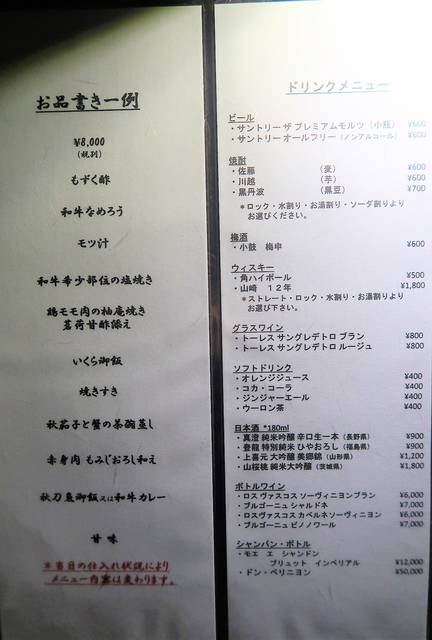 お品書き一例
¥8,000
(税別)
もずく酢
和牛なめろう
モツ汁
和牛希少部位の塩焼き
鶏モモ肉の柚庵焼き
茗荷甘酢添え
いくら御飯
焼きすき
秋茄子と蟹の茶碗蒸し
赤身肉 もみじおろし和え
秋刀魚御飯又は和牛カレー
甘味
※当日の仕入れ状況により
メニュー内容は変わります。
ドリンクメニュー
ビール
・サントリー ザ プレミアムモルツ（小瓶） ¥600
・サントリー オールフリー（ノンアルコール） ¥600
焼酎
・佐藤 （麦） ¥600
・川越 （芋） ¥600
・黒丹波 （黒豆） ¥700
＊ロック・水割り・お湯割り・ソーダ割りより
お選びください。
梅酒
・小鼓 梅申 ¥600
ウィスキー
・角ハイボール ¥500
・山崎 １２年 ¥1,800
＊ストレート・ロック・水割り・お湯割りより
お選び下さい。
グラスワイン
・トーレス サングレデトロ ブラン ¥800
・トーレス サングレデトロ ルージュ ¥800
ソフトドリンク
・オレンジジュース ¥400
・コカ・コーラ ¥400
・ジンジャーエール ¥400
・ウーロン茶 ¥400
日本酒 *180ml
・真澄 純米吟醸 辛口生一本（長野県） ¥900
・登龍 特別純米 ひやおろし（福島県） ¥900
・上喜元 大吟醸 美郷錦（山形県） ¥1,200
・山桜桃 純米大吟醸（茨城県） ¥1,800
ボトルワイン
・ロス ヴァスコス ソーヴィニヨンブラン ¥6,000
・ブルゴーニュ シャルドネ ¥7,000
・ロスヴァスコス カベルネソーヴィニヨン ¥6,000
・ブルゴーニュ ピノノワール ¥7,000
シャンパン・ボトル
・モエ エ シャンドン
ブリュット インペリアル ¥12,000
・ドン・ペリニヨン ¥50,000